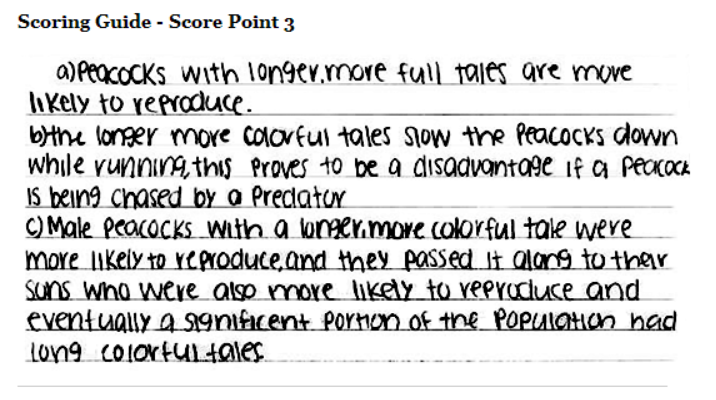 Scoring Guide - Score Point 3
a) Peacocks with longer, more full tales are more
likely to reproduce.
b) the longer more colorful tales slow the Peacocks down
while running, this proves to be a disadvantage if a Peacock
is being chased by a Predator
c) Male Peacocks with a longer, more colorful tale were
more likely to reproduce, and they passed it along to their
suns who were also more likely to reproduce and
eventually a significent portion of the population had
long colorful tales.